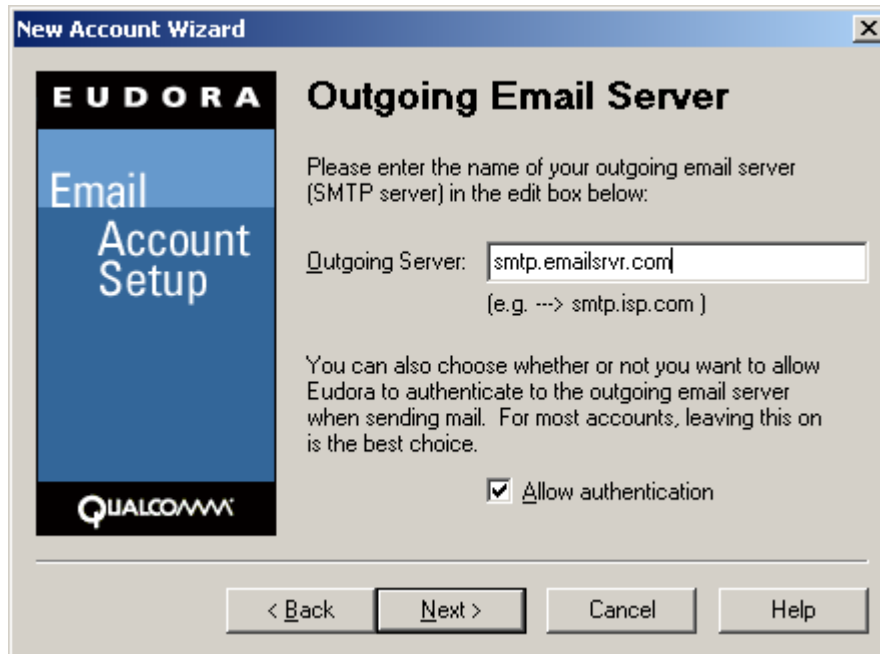 New Account Wizard
EUDORA
Email
Account
Setup
QUALCOMM
Outgoing Email Server
Please enter the name of your outgoing email server
(SMTP server) in the edit box below:
Outgoing Server: smtp.emailsrvr.com
(e.g. ---> smtp.isp.com )
You can also choose whether or not you want to allow
Eudora to authenticate to the outgoing email server
when sending mail. For most accounts, leaving this on
is the best choice.
Allow authentication
< Back Next > Cancel Help